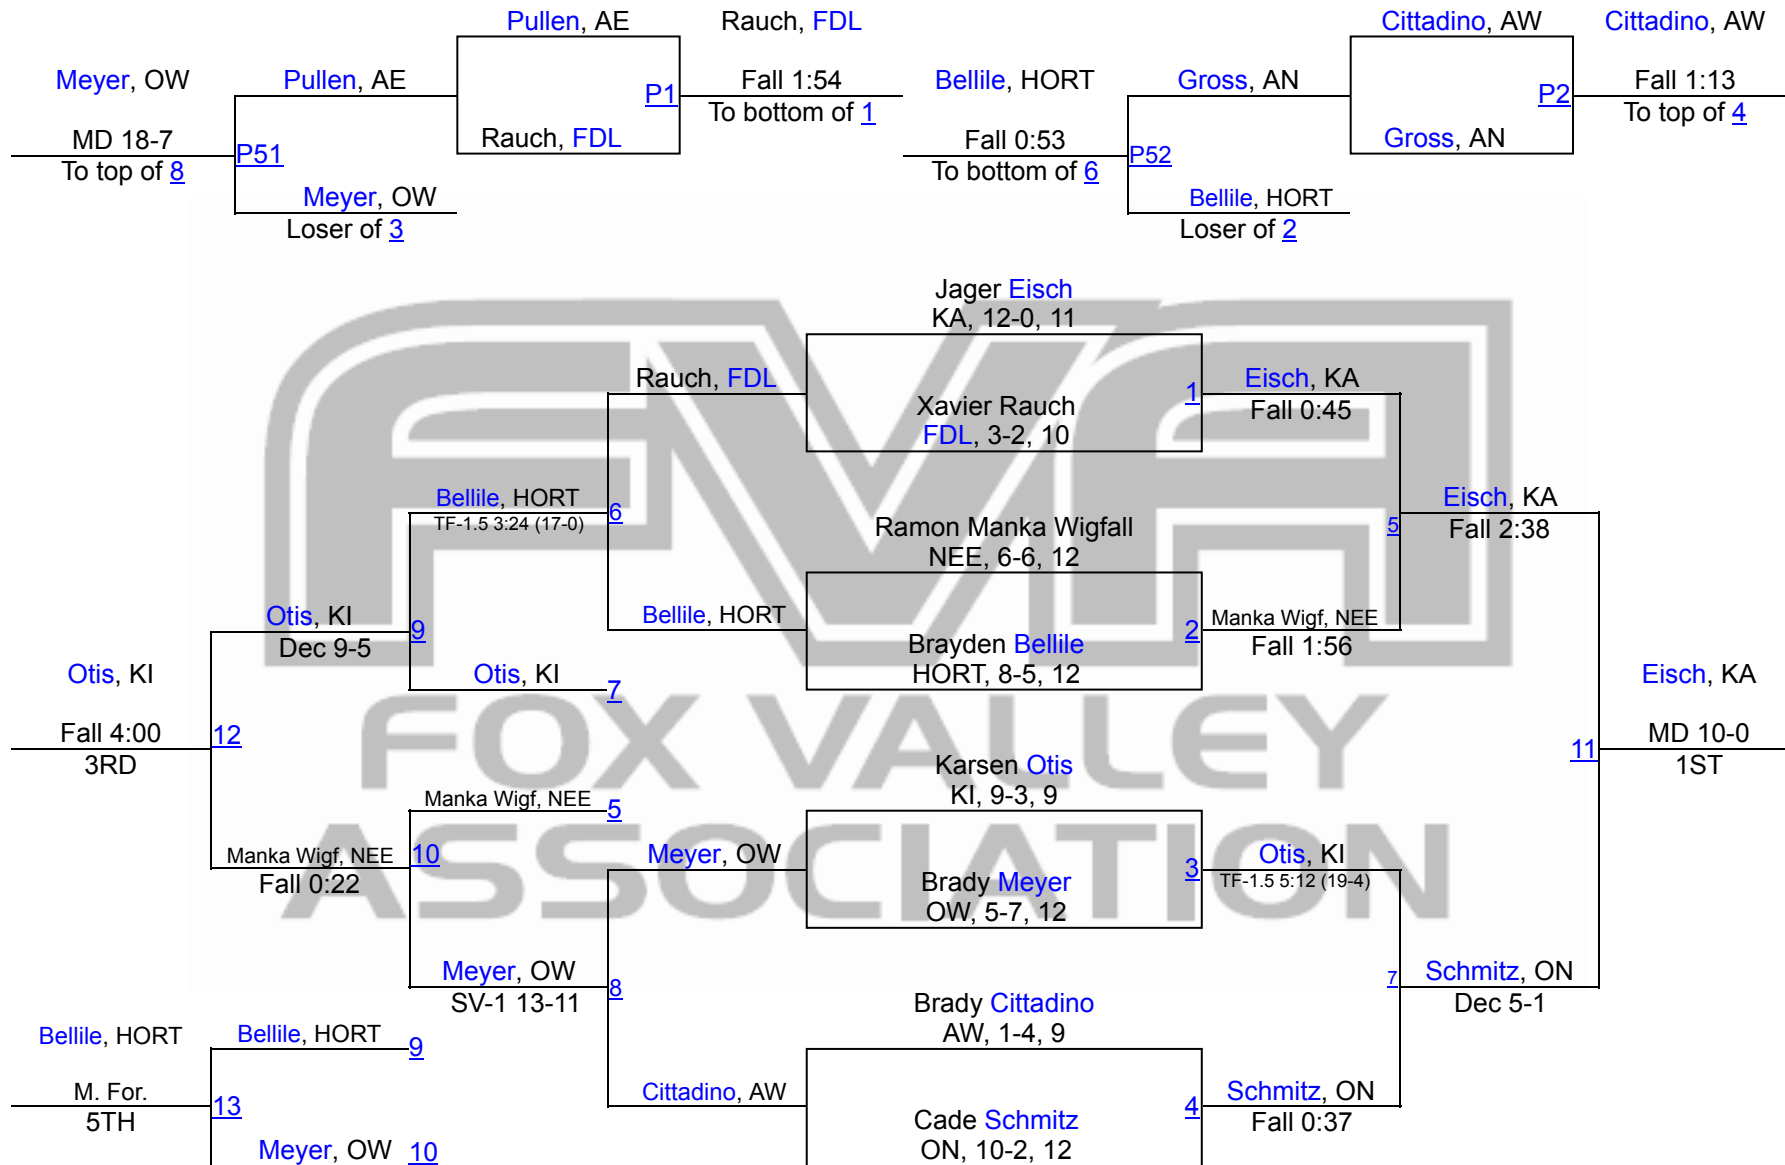 Pullen, AE
Rauch, FDL
Cittadino, AW
Cittadino, AW
Meyer, OW
Pullen, AE
P1
Fall 1:54
To bottom of 1
Bellile, HORT
Gross, AN
P2
Fall 1:13
To top of 4
MD 18-7
To top of 8
P51
Rauch, FDL
Fall 0:53
To bottom of 6
P52
Gross, AN
Meyer, OW
Loser of 3
Bellile, HORT
Loser of 2
Jager Eisch
KA, 12-0, 11
Rauch, FDL
1
Eisch, KA
Fall 0:45
Xavier Rauch
FDL, 3-2, 10
Bellile, HORT
TF-1.5 3:24 (17-0)
6
Ramon Manka Wigfall
NEE, 6-6, 12
5
Eisch, KA
Fall 2:38
Otis, KI
Dec 9-5
9
Bellile, HORT
2
Manka Wigf, NEE
Fall 1:56
Brayden Bellile
HORT, 8-5, 12
Otis, KI
Otis, KI
7
Eisch, KA
FVA
FOX VALLEY
ASSOCIATION
Fall 4:00
3RD
12
11
MD 10-0
1ST
Karsen Otis
KI, 9-3, 9
Manka Wigf, NEE
5
Manka Wigf, NEE
Fall 0:22
10
Meyer, OW
3
Otis, KI
TF-1.5 5:12 (19-4)
Brady Meyer
OW, 5-7, 12
Meyer, OW
SV-1 13-11
8
7
Schmitz, ON
Dec 5-1
Brady Cittadino
AW, 1-4, 9
Bellile, HORT
Bellile, HORT
9
M. For.
5TH
13
Cittadino, AW
4
Schmitz, ON
Fall 0:37
Cade Schmitz
ON, 10-2, 12
Meyer, OW
10